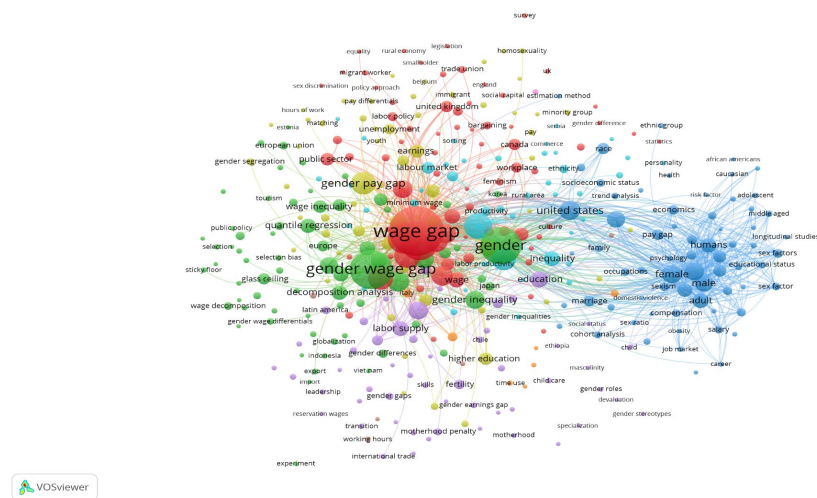 survey
equality
rural economy
legislation
homosexuality
smallholder
migrant worker
trade union
uk
sex discrimination
policy approach
belgium
england
immigrant
social capital
estimation method
pay differentials
united kingdom
hours of work
labor policy
minority group
estonia
matching
unemployment
bargaining
pay
serbia
gender difference
ethnic group
youth
sorting
canada
commerce
statistics
european union
earnings
race
public sector
labour market
workplace
ethnicity
personality
african americans
gender segregation
feminism
health
causasian
gender pay gap
socioeconomic status
korea
rural area
trend analysis
risk factor
adolescent
tourism
minimum wage
wage inequality
productivity
united states
economics
middle aged
public policy
quantile regression
wage gap
culture
pay gap
longitudinal studies
selection
europe
gender
family
humans
sex factors
selection bias
labor productivity
inequality
psychology
educational status
sticky floor
gender wage gap
occupations
female
glass ceiling
wage
education
sexism
male
sex factor
decomposition analysis
italy
japan
gender inequality
marriage
domestic violence
adult
wage decomposition
latin america
gender inequalities
compensation
gender wage differentials
labor supply
social status
sex ratio
salary
chile
cohort analysis
obesity
globalization
ethiopia
child
job market
indonesia
gender differences
higher education
career
export
viet nam
masculinity
import
skills
fertility
time use
child care
leadership
gender gaps
gender roles
devaluation
gender earnings gap
reservation wages
gender stereotypes
transition
motherhood penalty
motherhood
specialization
working hours
international trade
experiment
VOSviewer